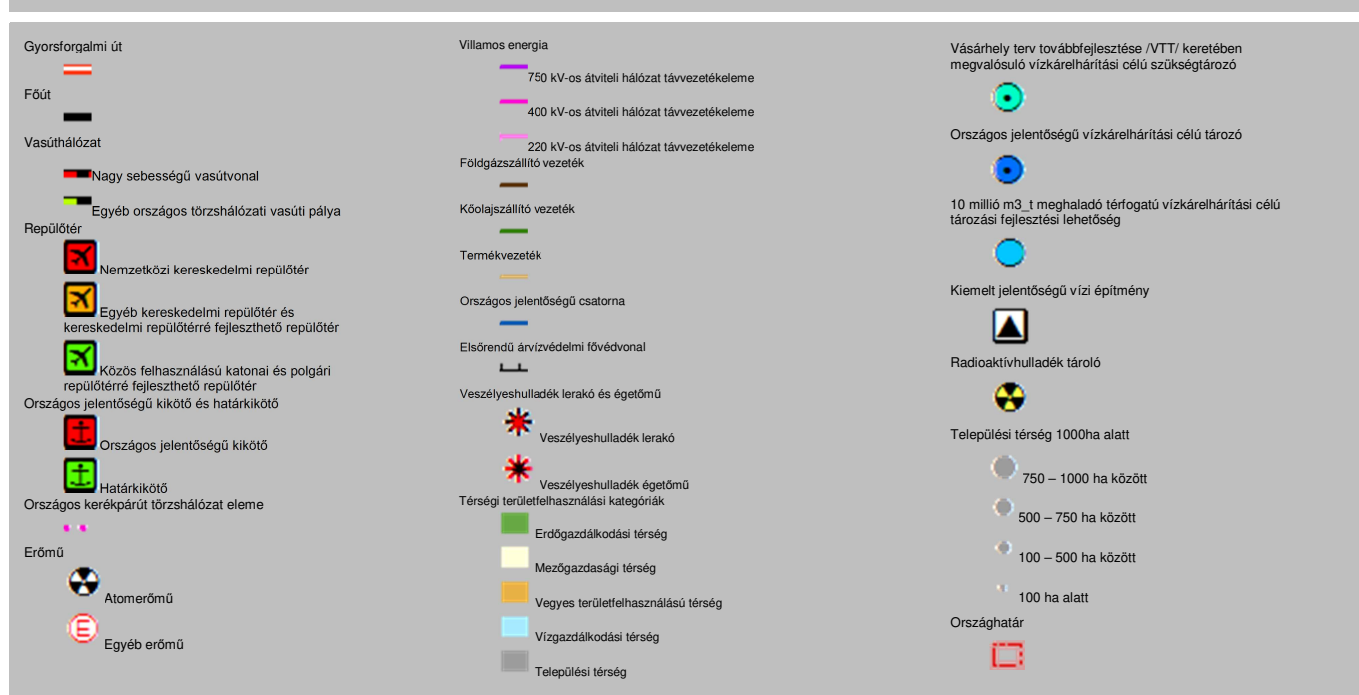 Gyorsforgalmi út
Főút
Vasúthálózat
Nagy sebességű vasútvonal
Egyéb országos törzshálózati vasúti pálya
Repülőtér
Nemzetközi kereskedelmi repülőtér
Egyéb kereskedelmi repülőtér és
kereskedelmi repülőtérré fejleszthető repülőtér
Közös felhasználású katonai és polgári
repülőtérré fejleszthető repülőtér
Országos jelentőségű kikötő és határkikötő
Országos jelentőségű kikötő
Határkikötő
Országos kerékpárút törzshálózat eleme
Erőmű
Atomerőmű
E
Egyéb erőmű
Villamos energia
750 kV-os átviteli hálózat távvezetékeleme
400 kV-os átviteli hálózat távvezetékeleme
220 kV-os átviteli hálózat távvezetékeleme
Földgázszállító vezeték
Kőolajszállító vezeték
Termékvezeték
Országos jelentőségű csatorna
Elsőrendű árvízvédelmi fővédvonal
Veszélyeshulladék lerakó és égetőmű
Veszélyeshulladék lerakó
Veszélyeshulladék égetőmű
Térségi területfelhasználási kategóriák
Erdőgazdálkodási térség
Mezőgazdasági térség
Vegyes területfelhasználású térség
Vízgazdálkodási térség
Települési térség
Vásárhely terv továbbfejlesztése /VTT/ keretében
megvalósuló vízkárelhárítási célú szükségtározó
Országos jelentőségű vízkárelhárítási célú tározó
10 millió m3_t meghaladó térfogatú vízkárelhárítási célú
tározási fejlesztési lehetőség
Kiemelt jelentőségű vízi építmény
Radioaktívhulladék tároló
Települési térség 1000ha alatt
750 – 1000 ha között
500 – 750 ha között
100 – 500 ha között
100 ha alatt
Országhatár